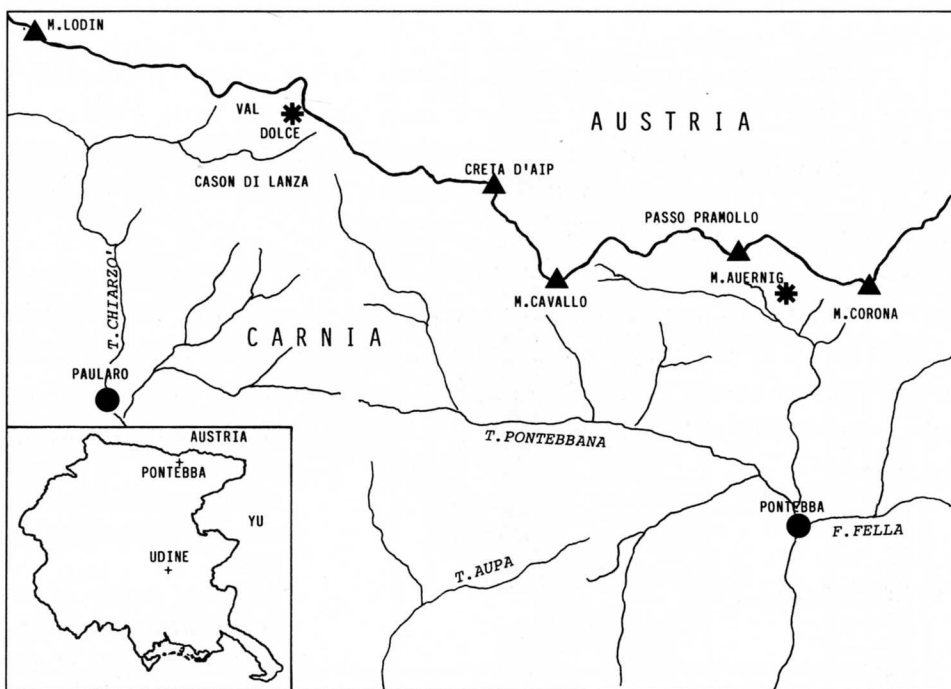 M.LODIN
VAL
DOLCE
AUSTRIA
CRETA D'AIP
CASON DI LANZA
PASSO PRAMOLLO
M.AUERNIG
M.CAVALLO
M.CORONA
T.CHIARZO'
CARNIA
PAULARO
T.PONTEBBANA
PONTEBBA
F.FELLA
T.AUPA
AUSTRIA
PONTEBBA
YU
UDINE